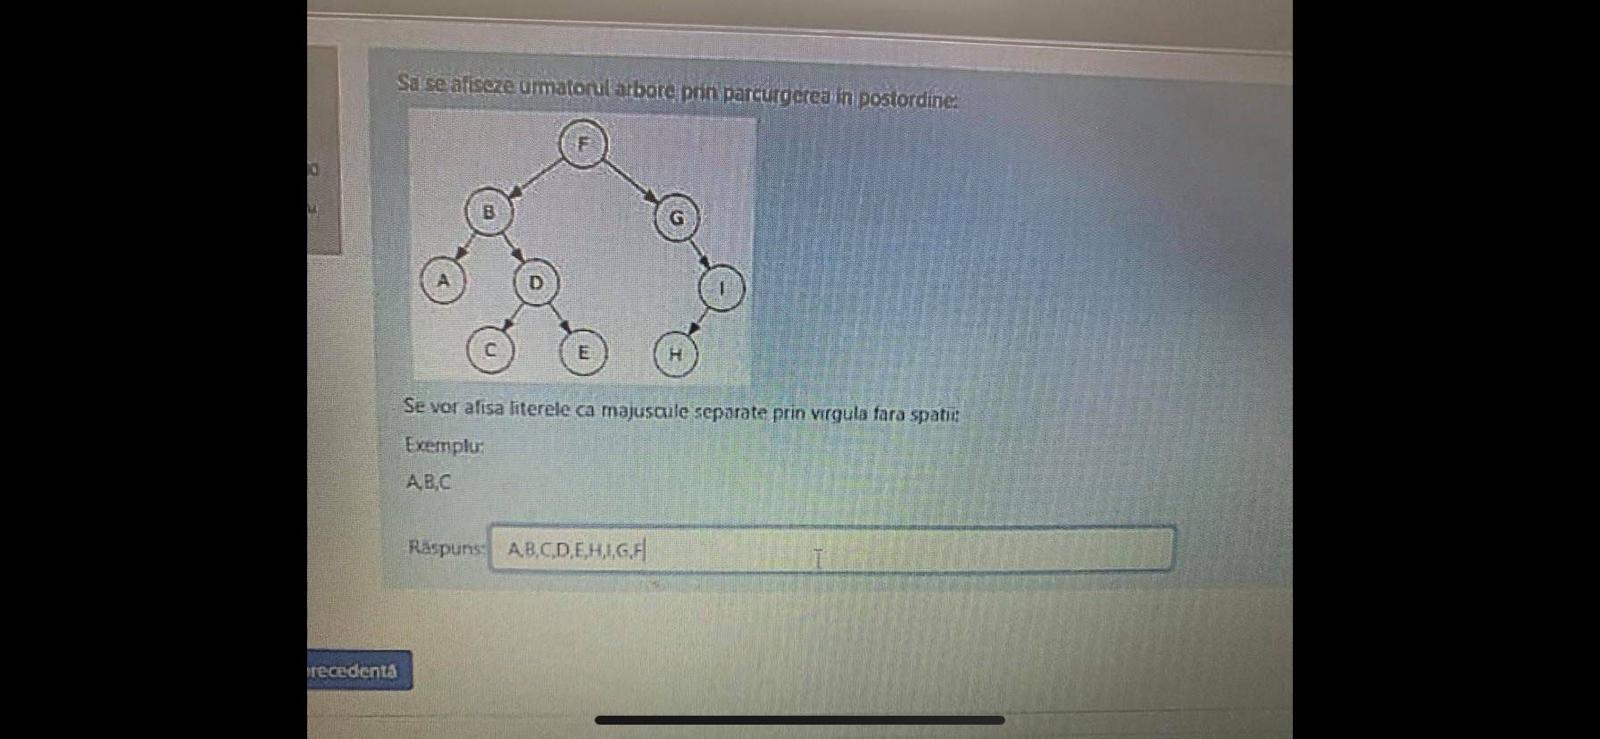 Sa se afiseze urmatorul arbore prin parcurgerea in postordine:
F
B
G
A
D
I
C
E
H
Se vor afisa literele ca majuscule separate prin virgula fara spatii:
Exemplu:
A,B,C
Răspuns:
A,B,C,D,E,H,I,G,F
recedentă